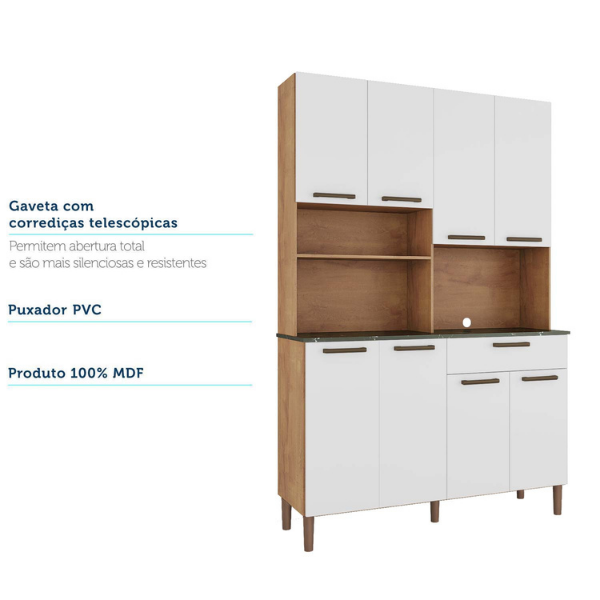 Gaveta com
corrediças telescópicas
Permitem abertura total
e são mais silenciosas e resistentes
Puxador PVC
Produto 100% MDF